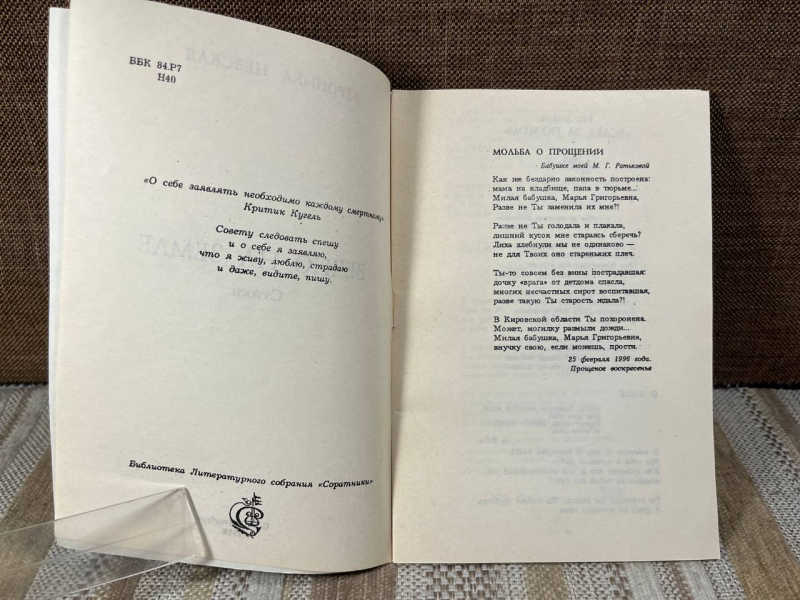 ББК 84.Р7
Н40
«О себе заявлять необходимо каждому смертному»
Критик Кугель
Совету следовать спешу
и о себе я заявляю,
что я живу, люблю, страдаю
и даже, видите, пишу.
Библиотека Литературного собрания «Соратники»
МОЛЬБА О ПРОЩЕНИИ
Бабушке моей М. Г. Ратьковой
Как не бездарно законность построена:
мама на кладбище, папа в тюрьме...
Милая бабушка, Марья Григорьевна,
Разве не Ты заменила их мне?!
Разве не Ты голодала и плакала,
лишний кусок мне стараясь сберечь?
Лиха хлебнули мы не одинаково —
не для Твоих оно стареньких плеч.
Ты-то совсем без вины пострадавшая:
дочку «врага» от детдома спасла,
многих несчастных сирот воспитавшая,
разве такую Ты старость ждала?!
В Кировской области Ты похоронена.
Может, могилку размыли дожди...
Милая бабушка, Марья Григорьевна,
внучку свою, если можешь, прости.
25 февраля 1996 года.
Прощеное воскресенье